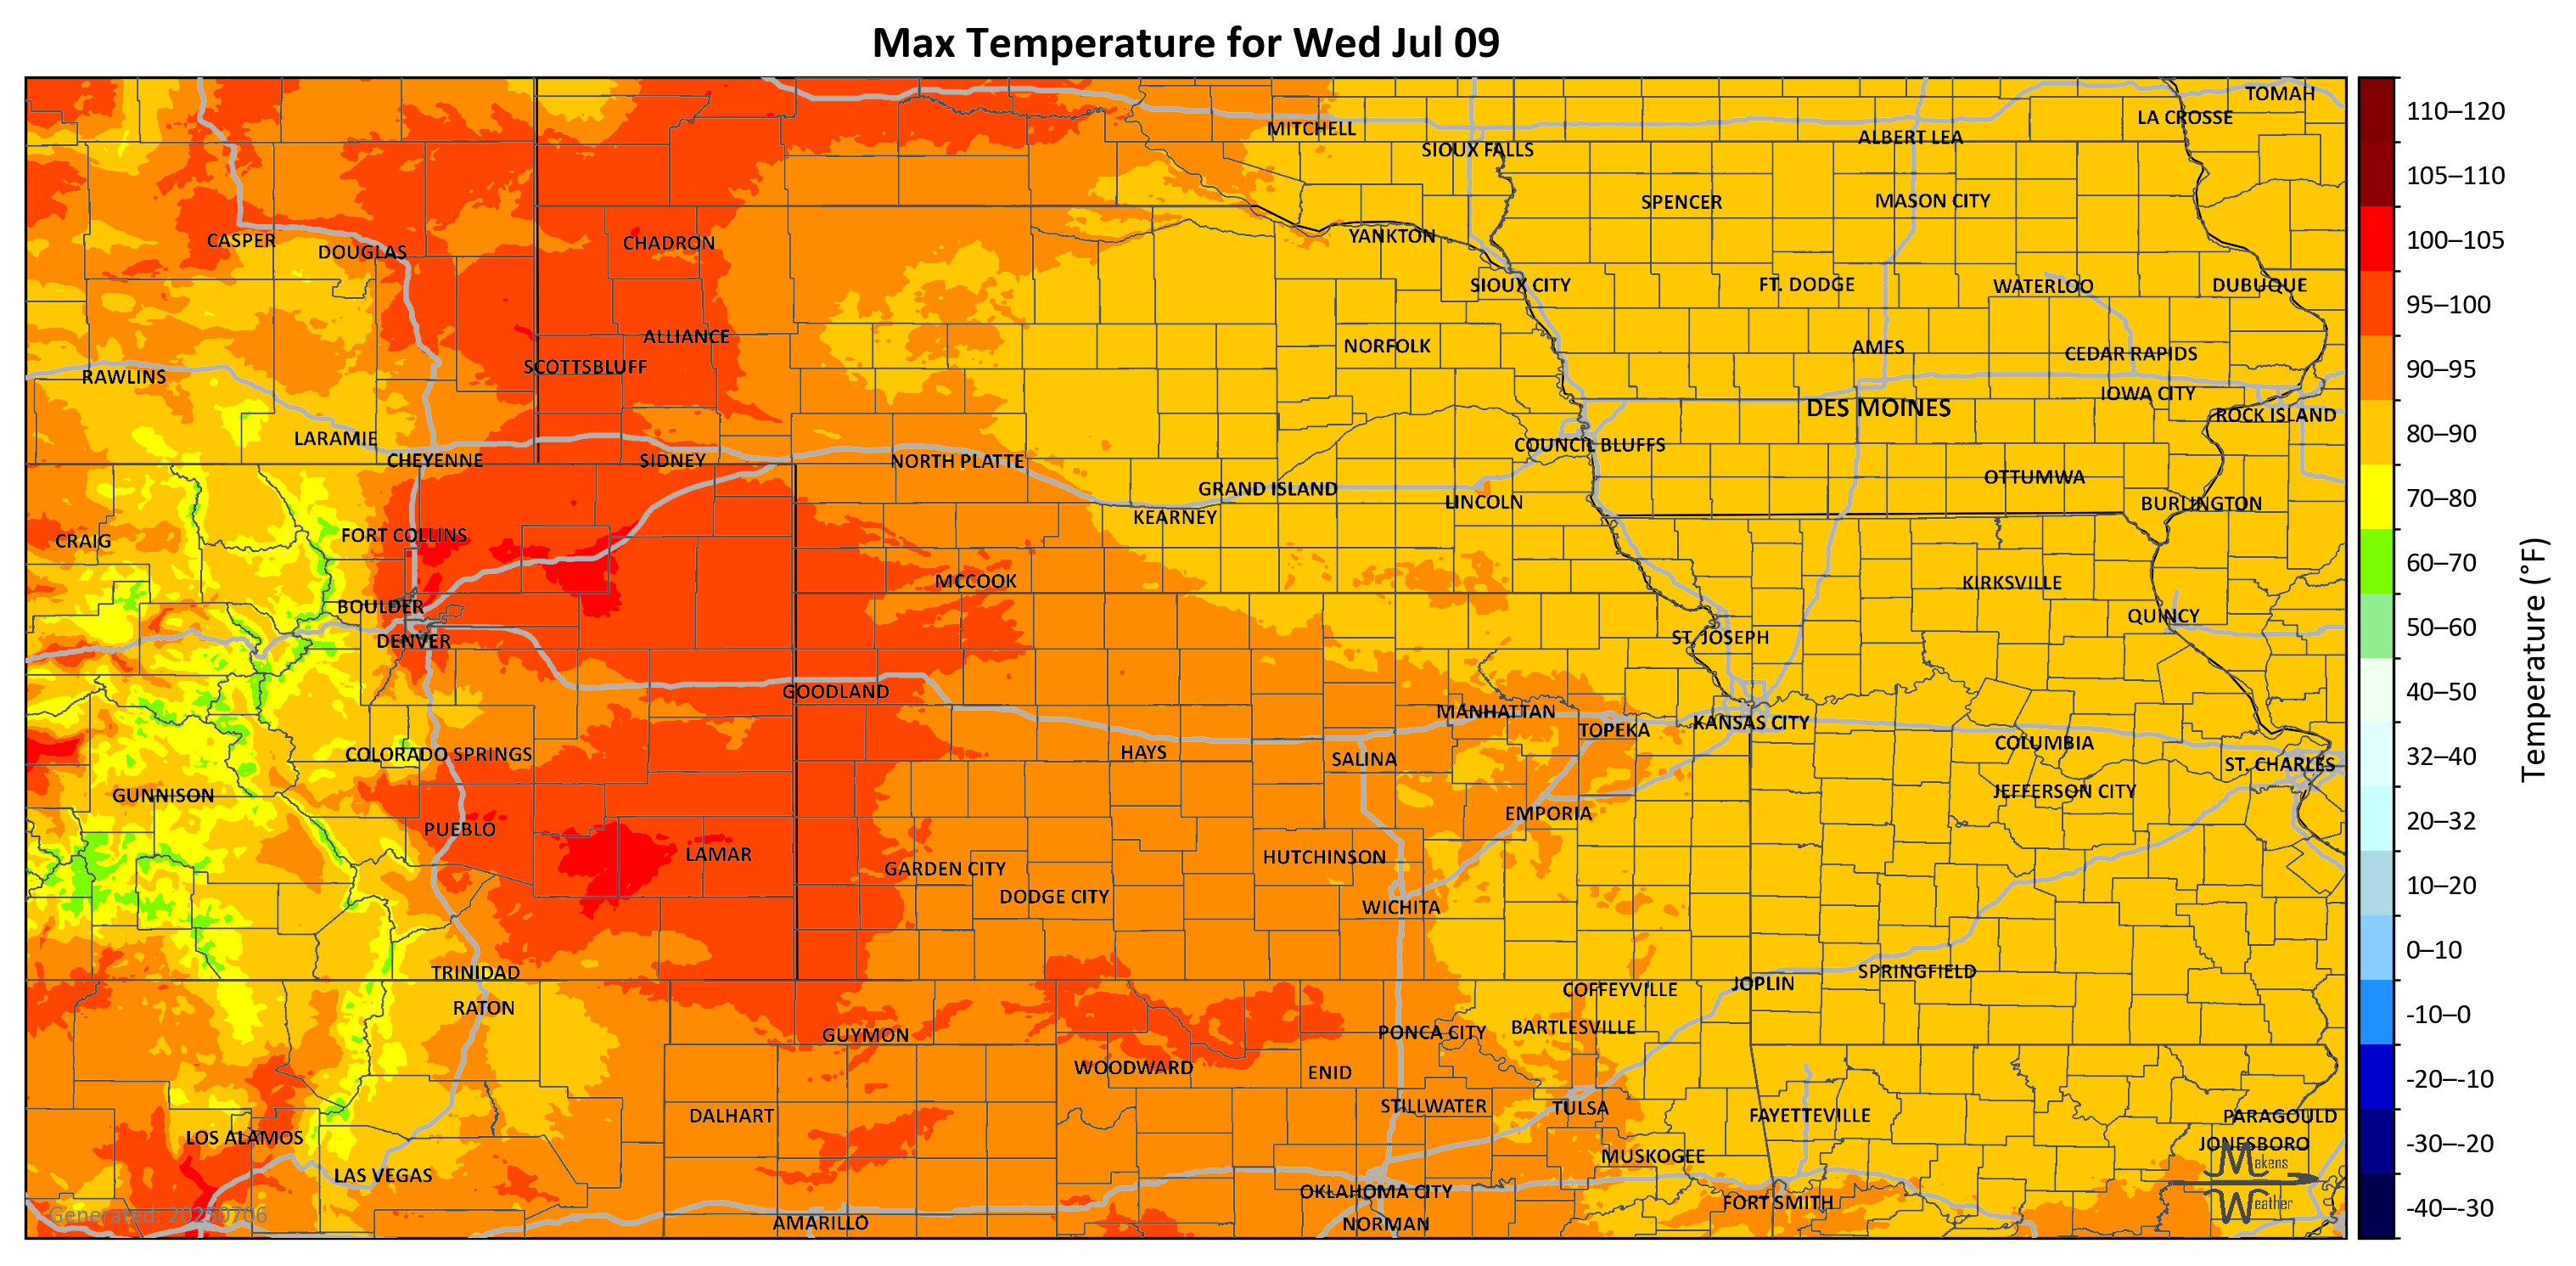 Max Temperature for Wed Jul 09
TOMAH
LA CROSSE
MITCHELL
ALBERT LEA
SIOUX FALLS
SPENCER
MASON CITY
CASPER
DOUGLAS
CHADRON
YANKTON
SIOUX CITY
FT. DODGE
WATERLOO
DUBUQUE
ALLIANCE
NORFOLK
AMES
CEDAR RAPIDS
SCOTTSBLUFF
RAWLINS
IOWA CITY
DES MOINES
ROCK ISLAND
LARAMIE
COUNCIL BLUFFS
CHEYENNE
SIDNEY
NORTH PLATTE
OTTUMWA
GRAND ISLAND
LINCOLN
BURLINGTON
KEARNEY
FORT COLLINS
CRAIG
MCCOOK
KIRKSVILLE
BOULDER
QUINCY
DENVER
ST. JOSEPH
GOODLAND
MANHATTAN
TOPEKA
KANSAS CITY
COLUMBIA
COLORADO SPRINGS
HAYS
SALINA
ST. CHARLES
GUNNISON
JEFFERSON CITY
EMPORIA
PUEBLO
LAMAR
HUTCHINSON
GARDEN CITY
DODGE CITY
WICHITA
TRINIDAD
SPRINGFIELD
JOPLIN
COFFEYVILLE
RATON
GUYMON
PONCA CITY
BARTLESVILLE
WOODWARD
ENID
STILLWATER
TULSA
DALHART
FAYETTEVILLE
PARAGOULD
LOS ALAMOS
JONESBORO
MUSKOGEE
LAS VEGAS
OKLAHOMA CITY
FORT SMITH
AMARILLO
NORMAN
Generated: 20250706
Makens
Weather
110–120
105–110
100–105
95–100
90–95
80–90
70–80
60–70
50–60
40–50
32–40
20–32
10–20
0–10
-10–0
-20–-10
-30–-20
-40–-30
Temperature (°F)